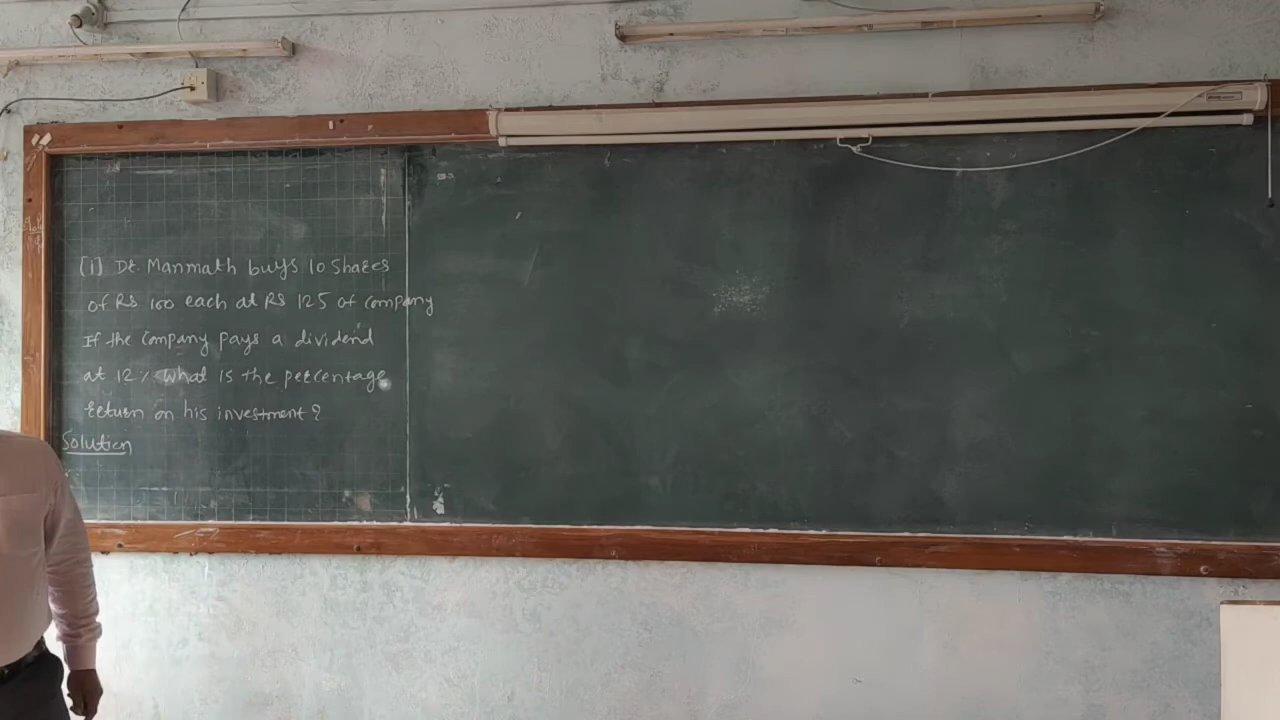 (i) Dr. Manmath buys 10 shares
of Rs 100 each at Rs 125 of company
If the company pays a dividend
at 12% What is the percentage
return on his investment?
Solution